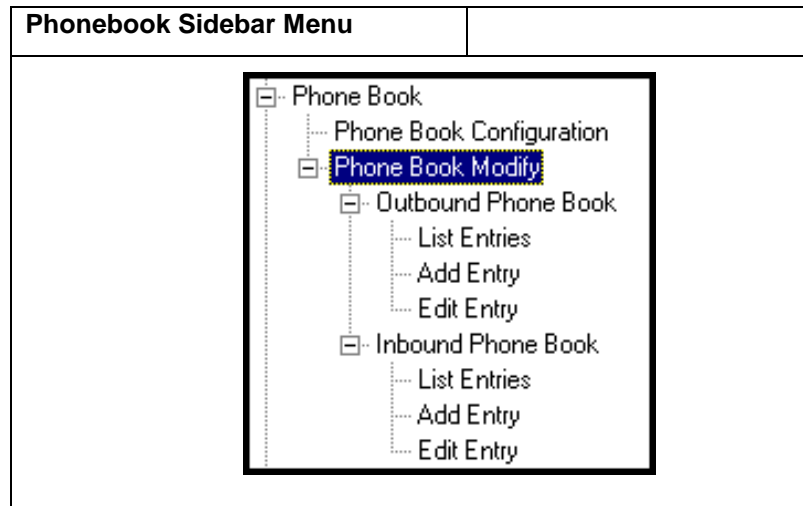 Phonebook Sidebar Menu
Phone Book
Phone Book Configuration
Phone Book Modify
Outbound Phone Book
List Entries
Add Entry
Edit Entry
Inbound Phone Book
List Entries
Add Entry
Edit Entry